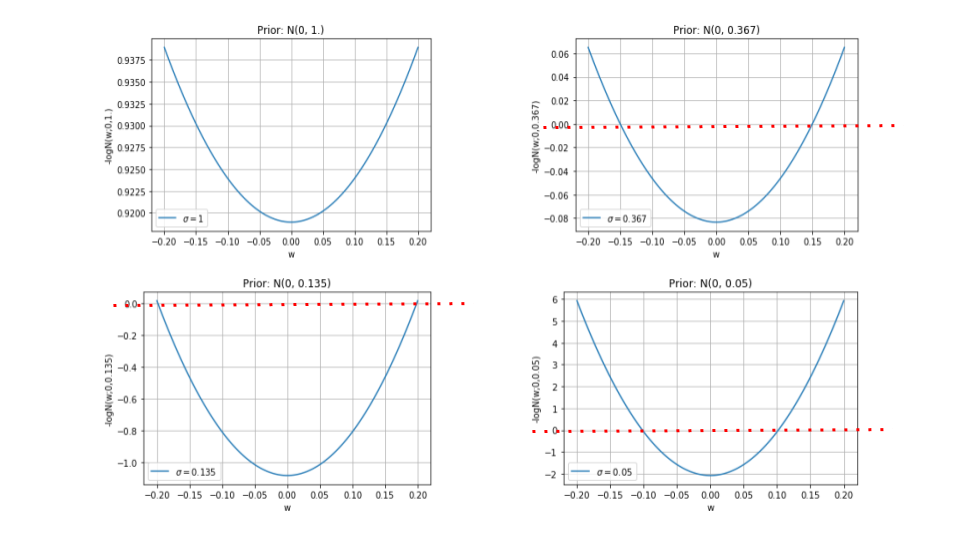 Prior: N(0, 1.)
-logN(w;0,1.)
0.9375
0.9350
0.9325
0.9300
0.9275
0.9250
0.9225
0.9200
σ = 1
−0.20 −0.15 −0.10 −0.05 0.00 0.05 0.10 0.15 0.20
w
Prior: N(0, 0.367)
-logN(w;0,0.367)
0.06
0.04
0.02
0.00
−0.02
−0.04
−0.06
−0.08
σ = 0.367
−0.20 −0.15 −0.10 −0.05 0.00 0.05 0.10 0.15 0.20
w
Prior: N(0, 0.135)
-logN(w;0,0.135)
0.0
−0.2
−0.4
−0.6
−0.8
−1.0
σ = 0.135
−0.20 −0.15 −0.10 −0.05 0.00 0.05 0.10 0.15 0.20
w
Prior: N(0, 0.05)
-logN(w;0,0.05)
6
5
4
3
2
1
0
−1
−2
σ = 0.05
−0.20 −0.15 −0.10 −0.05 0.00 0.05 0.10 0.15 0.20
w